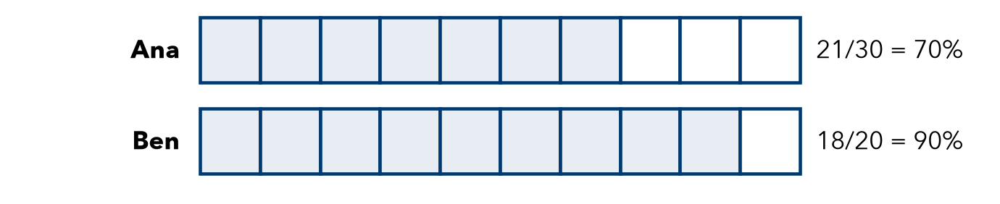 Ana 21/30 = 70%
Ben 18/20 = 90%